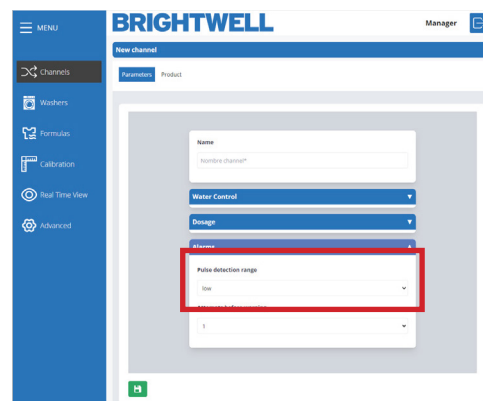 MENU
BRIGHTWELL
Manager
New channel
Parameters Product
Channels
Washers
Formulas
Calibration
Real Time View
Advanced
Name
Nombre channel*
Water Control
Dosage
Alarms
Pulse detection range
low
1